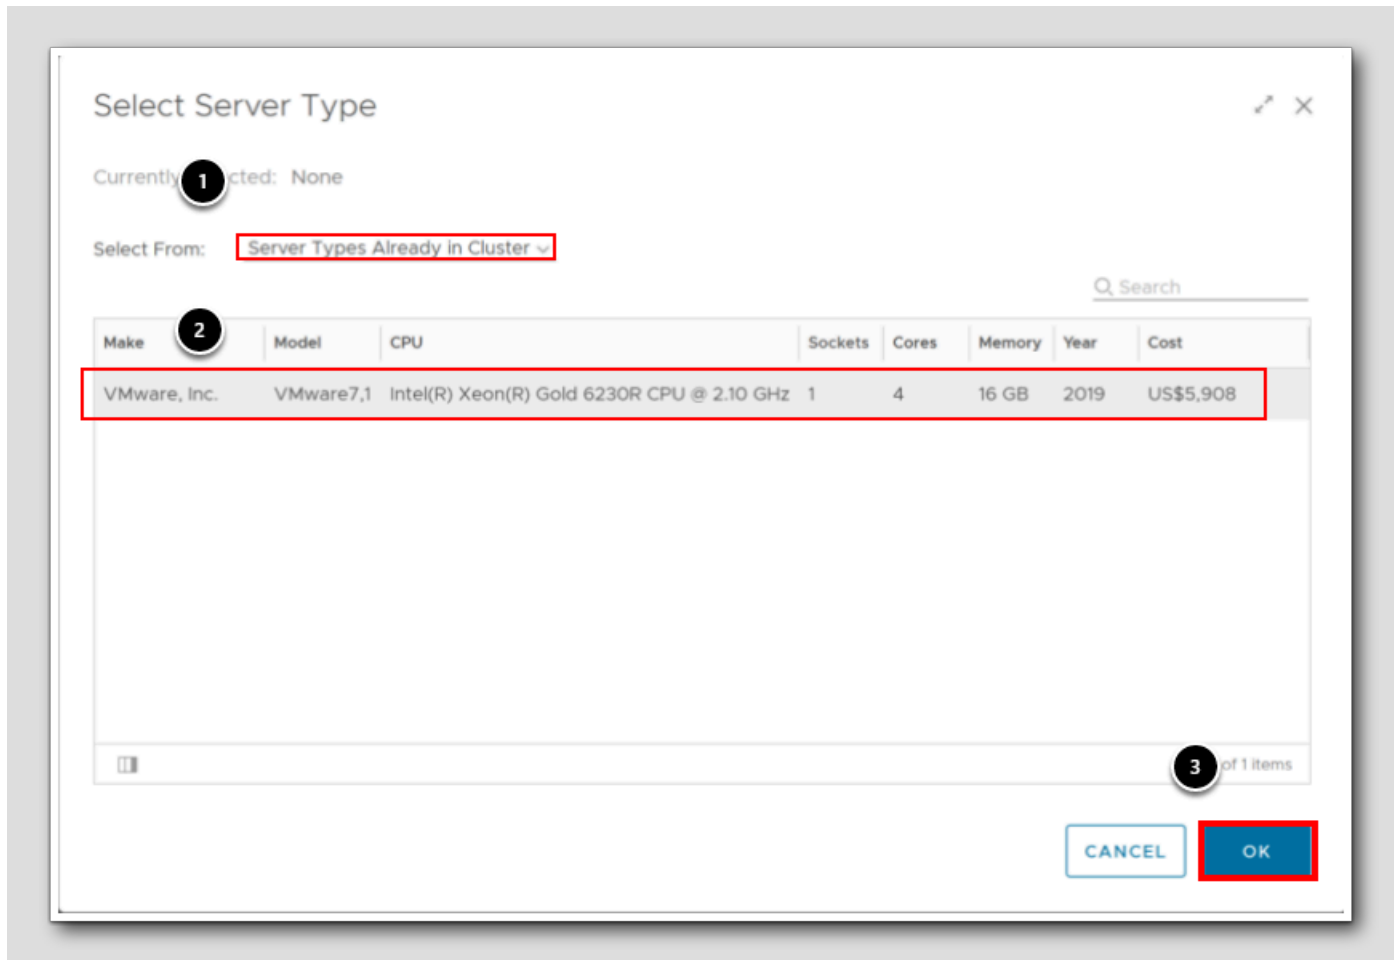 Select Server Type
1
Currently cted: None
Select From: Server Types Already in Cluster
Search
2
Make Model CPU Sockets Cores Memory Year Cost
VMware, Inc. VMware7,1 Intel(R) Xeon(R) Gold 6230R CPU @ 2.10 GHz 1 4 16 GB 2019 US$5,908
3
of 1 items
CANCEL OK